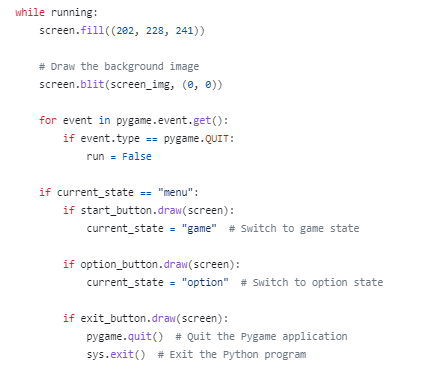 while running:
    screen.fill((202, 228, 241))

    # Draw the background image
    screen.blit(screen_img, (0, 0))

    for event in pygame.event.get():
        if event.type == pygame.QUIT:
            run = False

    if current_state == "menu":
        if start_button.draw(screen):
            current_state = "game"  # Switch to game state

        if option_button.draw(screen):
            current_state = "option"  # Switch to option state

        if exit_button.draw(screen):
            pygame.quit()  # Quit the Pygame application
            sys.exit()  # Exit the Python program